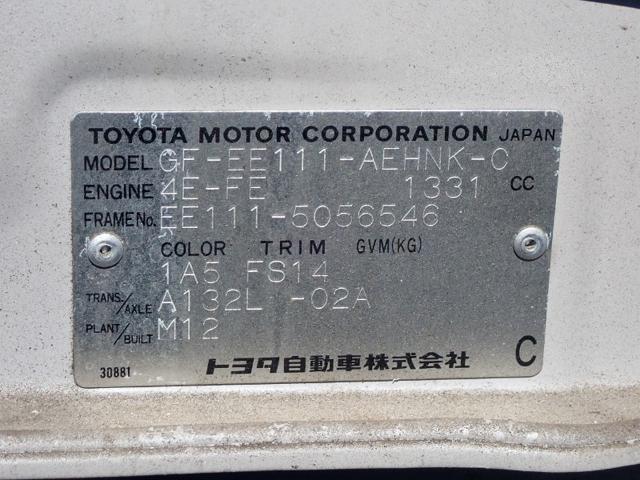 TOYOTA MOTOR CORPORATION JAPAN
MODEL GF-EE111-AEHNK-C
ENGINE 4E-FE 1331 CC
FRAME No. EE111-5056546
COLOR TRIM GVM(KG)
1A5 FS14
TRANS./AXLE A132L -02A
PLANT/BUILT M12
30881 トヨタ自動車株式会社 C